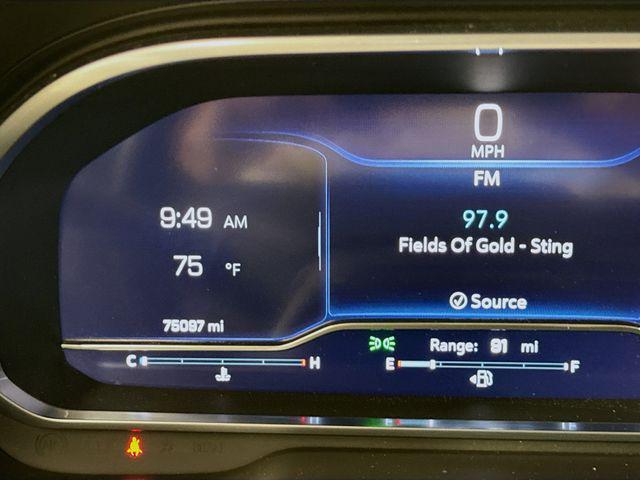 0
MPH
FM
97.9
Fields Of Gold - Sting
Source
9:49 AM
75 °F
75097 mi
C H
Range: 91 mi
E F